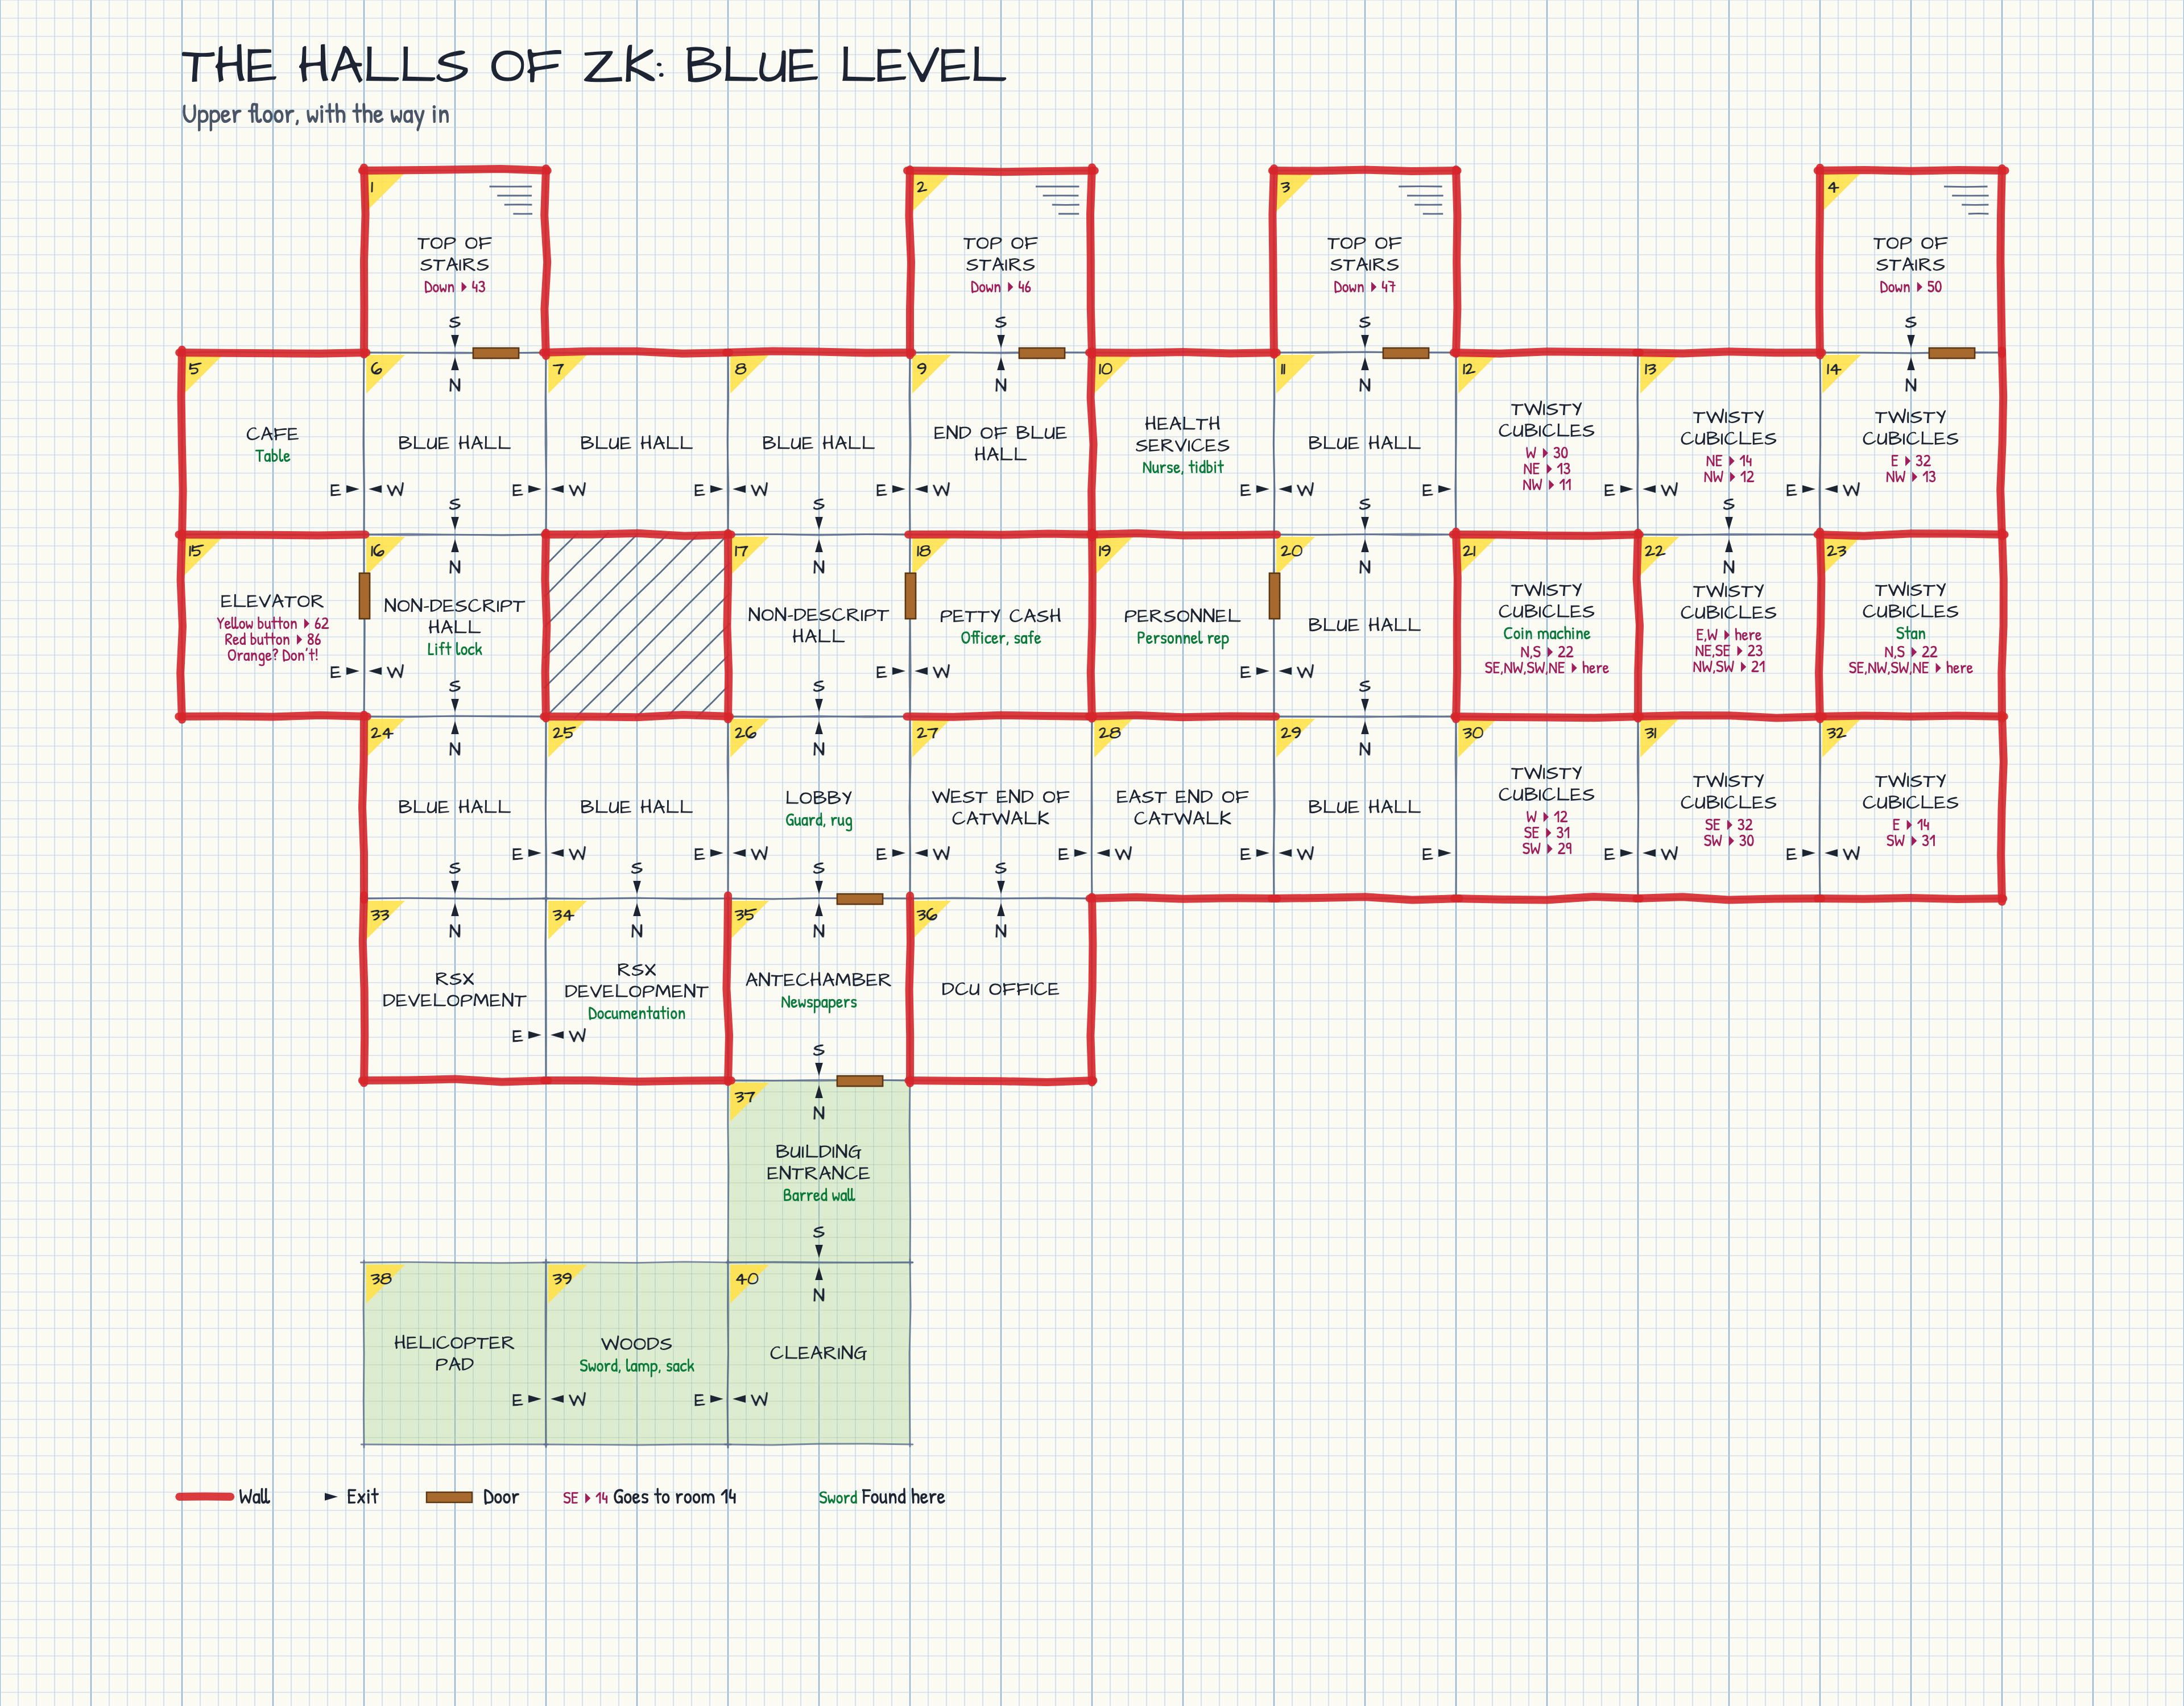 THE HALLS OF ZK: BLUE LEVEL
Upper floor, with the way in
1
TOP OF
STAIRS
Down ▸ 43
S
2
TOP OF
STAIRS
Down ▸ 46
S
3
TOP OF
STAIRS
Down ▸ 47
S
4
TOP OF
STAIRS
Down ▸ 50
S
5
CAFE
Table
E
6
N
BLUE HALL
W
E
S
7
BLUE HALL
W
E
8
BLUE HALL
W
E
S
9
N
END OF BLUE
HALL
W
10
HEALTH
SERVICES
Nurse, tidbit
E
11
N
BLUE HALL
W
E
S
12
TWISTY
CUBICLES
W ▸ 30
NE ▸ 13
NW ▸ 11
E
13
TWISTY
CUBICLES
NE ▸ 14
NW ▸ 12
W
E
S
14
N
TWISTY
CUBICLES
E ▸ 32
NW ▸ 13
W
15
ELEVATOR
Yellow button ▸ 62
Red button ▸ 86
Orange? Don't!
E
16
N
NON-DESCRIPT
HALL
Lift lock
W
S
17
N
NON-DESCRIPT
HALL
E
S
18
PETTY CASH
Officer, safe
W
19
PERSONNEL
Personnel rep
E
20
N
BLUE HALL
W
S
21
TWISTY
CUBICLES
Coin machine
N,S ▸ 22
SE,NW,SW,NE ▸ here
22
N
TWISTY
CUBICLES
E,W ▸ here
NE,SE ▸ 23
NW,SW ▸ 21
23
TWISTY
CUBICLES
Stan
N,S ▸ 22
SE,NW,SW,NE ▸ here
24
N
BLUE HALL
E
S
25
BLUE HALL
W
E
S
26
N
LOBBY
Guard, rug
W
E
S
27
WEST END OF
CATWALK
W
E
S
28
EAST END OF
CATWALK
W
E
29
N
BLUE HALL
W
E
30
TWISTY
CUBICLES
W ▸ 12
SE ▸ 31
SW ▸ 29
E
31
TWISTY
CUBICLES
SE ▸ 32
SW ▸ 30
W
E
32
TWISTY
CUBICLES
E ▸ 14
SW ▸ 31
W
33
N
RSX
DEVELOPMENT
E
34
N
RSX
DEVELOPMENT
Documentation
W
35
N
ANTECHAMBER
Newspapers
S
36
N
DCU OFFICE
37
N
BUILDING
ENTRANCE
Barred wall
S
38
HELICOPTER
PAD
E
39
WOODS
Sword, lamp, sack
W
E
40
N
CLEARING
W
Wall
Exit
Door
SE ▸ 14 Goes to room 14
Sword Found here